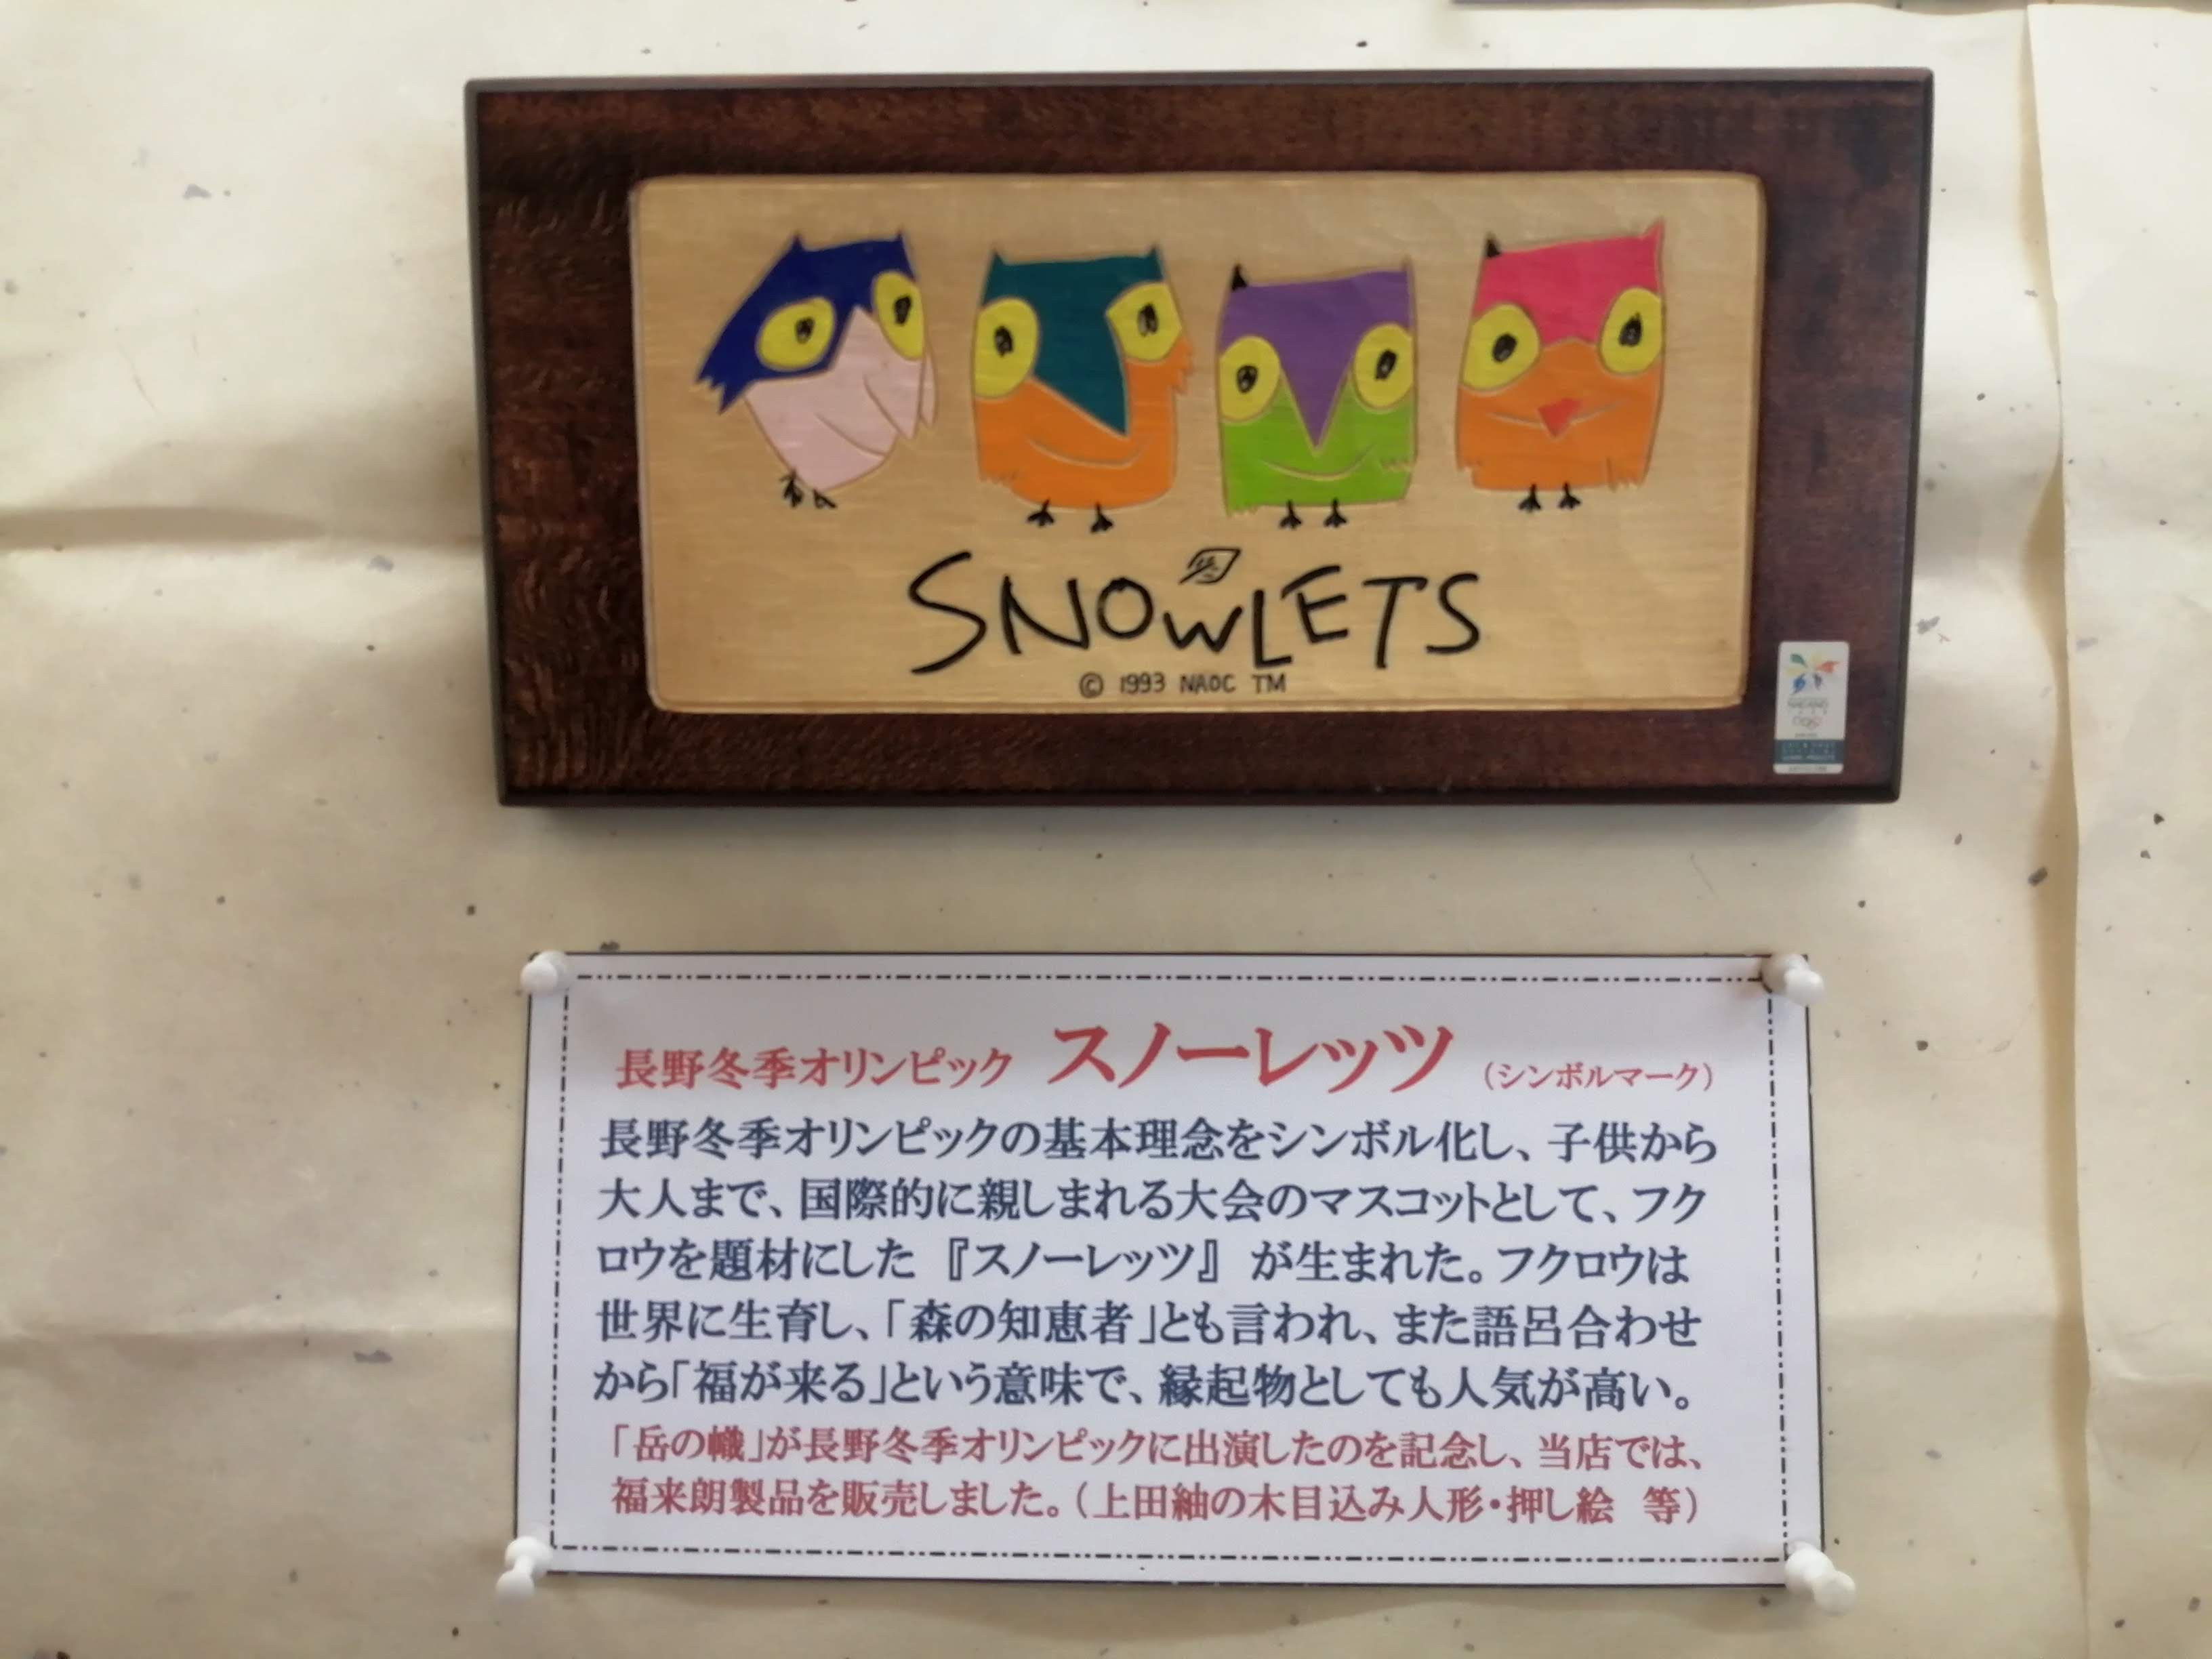 SNOWLETS
© 1993 NAOC TM
NAGANO
長野冬季オリンピック スノーレッツ (シンボルマーク)
長野冬季オリンピックの基本理念をシンボル化し、子供から
大人まで、国際的に親しまれる大会のマスコットとして、フク
ロウを題材にした『スノーレッツ』が生まれた。フクロウは
世界に生育し、「森の知恵者」とも言われ、また語呂合わせ
から「福が来る」という意味で、縁起物としても人気が高い。
「岳の幟」が長野冬季オリンピックに出演したのを記念し、当店では、
福来朗製品を販売しました。(上田紬の木目込み人形・押し絵 等)